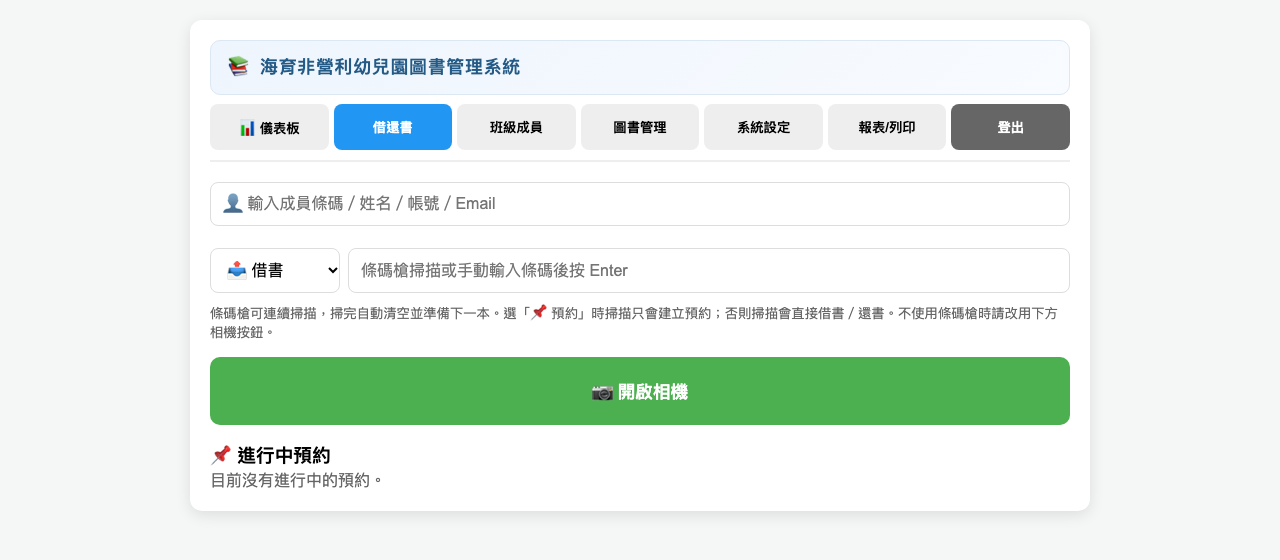 📚 海育非營利幼兒園圖書管理系統
📊 儀表板
借還書
班級成員
圖書管理
系統設定
報表/列印
登出
👤 輸入成員條碼 / 姓名 / 帳號 / Email
📤 借書
條碼槍掃描或手動輸入條碼後按 Enter
條碼槍可連續掃描，掃完自動清空並準備下一本。選「📌 預約」時掃描只會建立預約；否則掃描會直接借書 / 還書。不使用條碼槍時請改用下方
相機按鈕。
📷 開啟相機
📌 進行中預約
目前沒有進行中的預約。